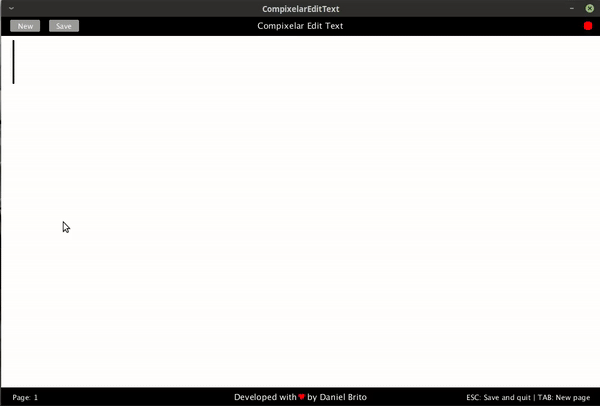 CompixelarEditText
New Save Compixelar Edit Text
Page: 1 Developed with ♥ by Daniel Brito ESC: Save and quit | TAB: New page